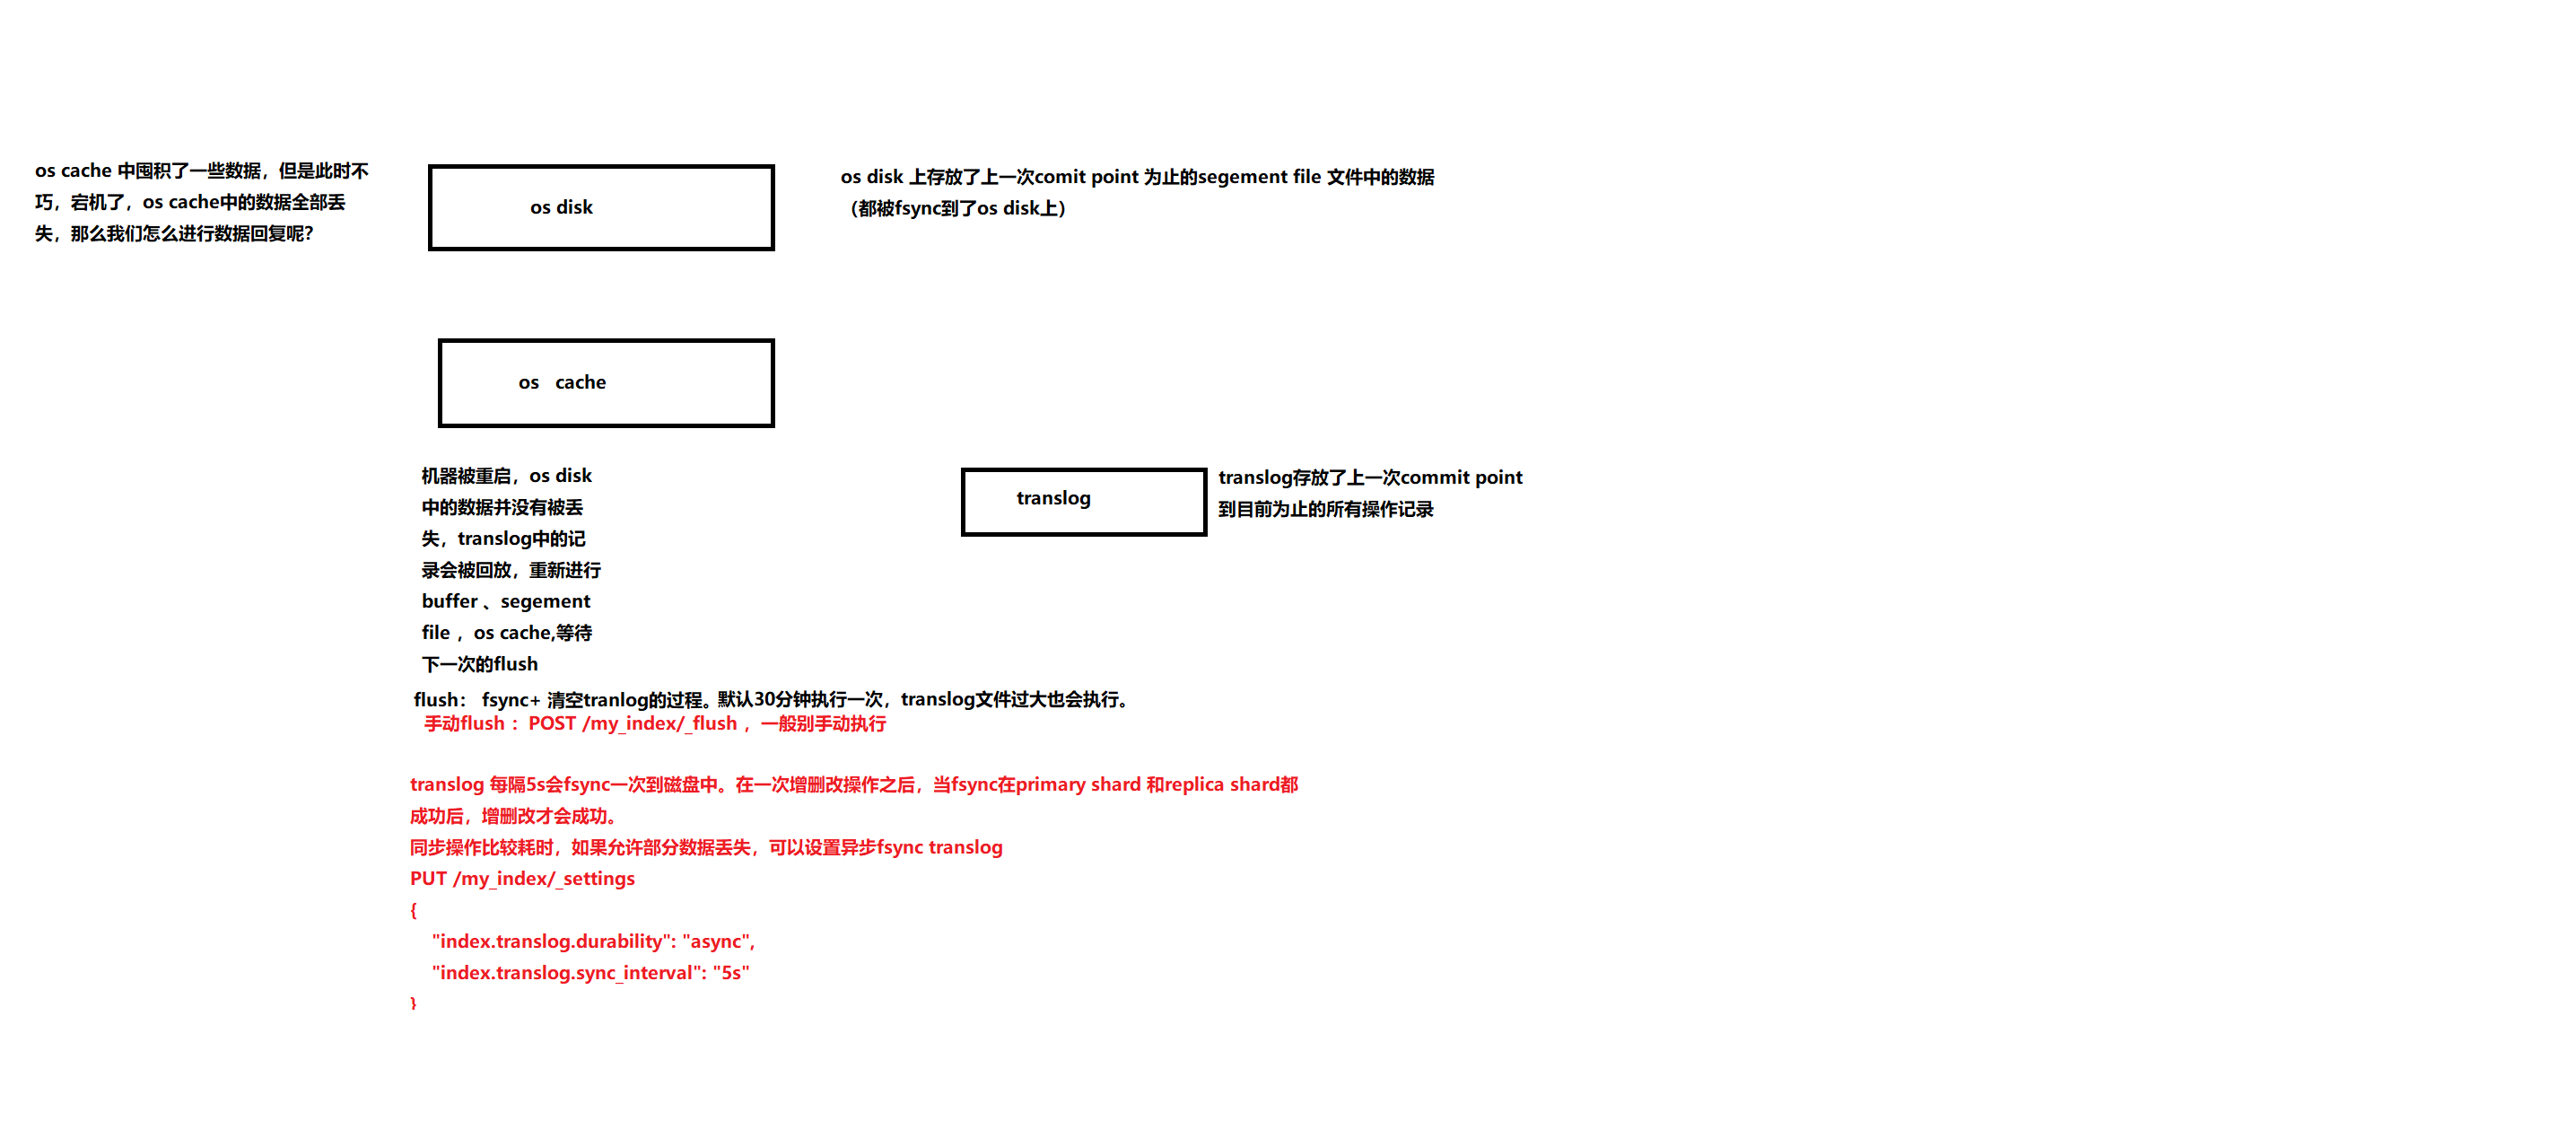 os cache 中囤积了一些数据，但是此时不
巧，宕机了，os cache中的数据全部丢
失，那么我们怎么进行数据回复呢？
os disk
os disk 上存放了上一次comit point 为止的segement file 文件中的数据
（都被fsync到了os disk上）
os cache
机器被重启，os disk
中的数据并没有被丢
失，translog中的记
录会被回放，重新进行
buffer 、segement
file ，os cache,等待
下一次的flush
translog
translog存放了上一次commit point
到目前为止的所有操作记录
flush： fsync+ 清空tranlog的过程。默认30分钟执行一次，translog文件过大也会执行。
手动flush ：POST /my_index/_flush ，一般别手动执行
translog 每隔5s会fsync一次到磁盘中。在一次增删改操作之后，当fsync在primary shard 和replica shard都
成功后，增删改才会成功。
同步操作比较耗时，如果允许部分数据丢失，可以设置异步fsync translog
PUT /my_index/_settings
{
"index.translog.durability": "async",
"index.translog.sync_interval": "5s"
}